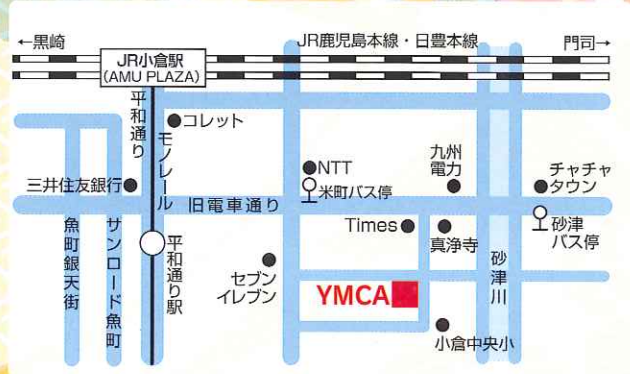 ←黒崎
JR鹿児島本線・日豊本線
門司→
JR小倉駅
(AMU PLAZA)
平和通り
モノレール
コレット
三井住友銀行
NTT
米町バス停
九州
電力
チャチャ
タウン
旧電車通り
Times
真浄寺
砂津
バス停
魚町銀天街
サンロード魚町
平和通り駅
セブン
イレブン
YMCA
砂津川
小倉中央小